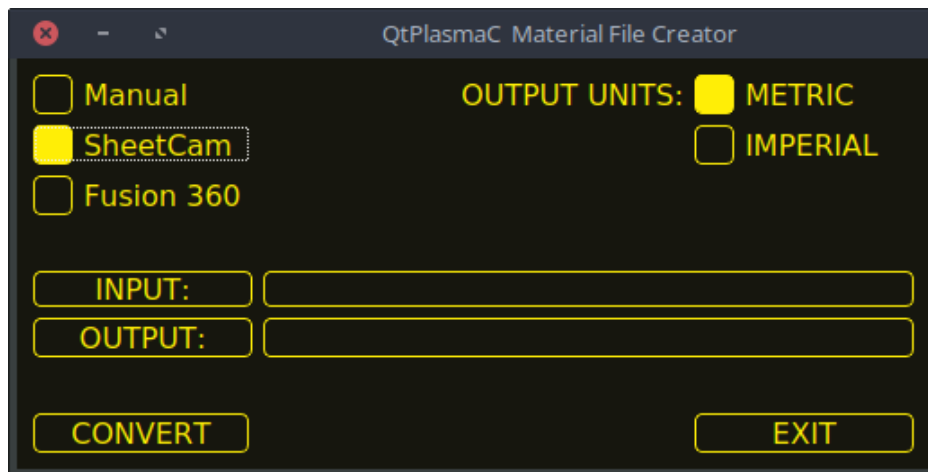 QtPlasmaC Material File Creator
Manual OUTPUT UNITS: METRIC
SheetCam IMPERIAL
Fusion 360
INPUT:
OUTPUT:
CONVERT EXIT